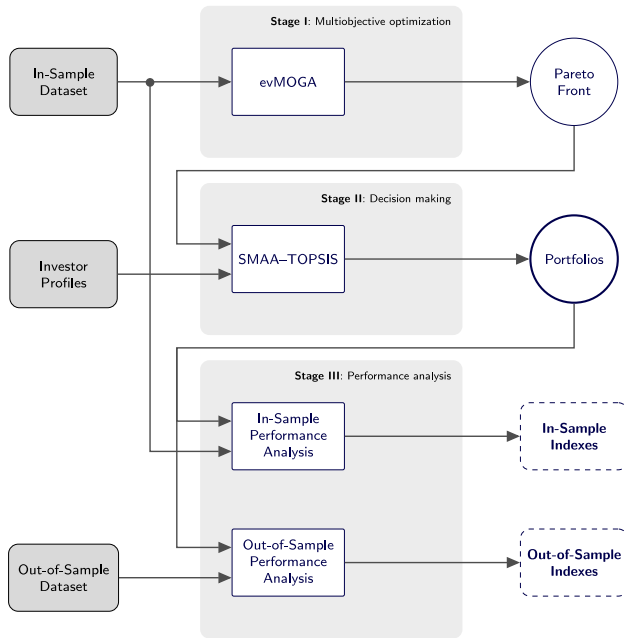 Stage I: Multiobjective optimization
In-Sample
Dataset
evMOGA
Pareto
Front
Stage II: Decision making
Investor
Profiles
SMAA–TOPSIS
Portfolios
Stage III: Performance analysis
In-Sample
Performance
Analysis
In-Sample
Indexes
Out-of-Sample
Dataset
Out-of-Sample
Performance
Analysis
Out-of-Sample
Indexes